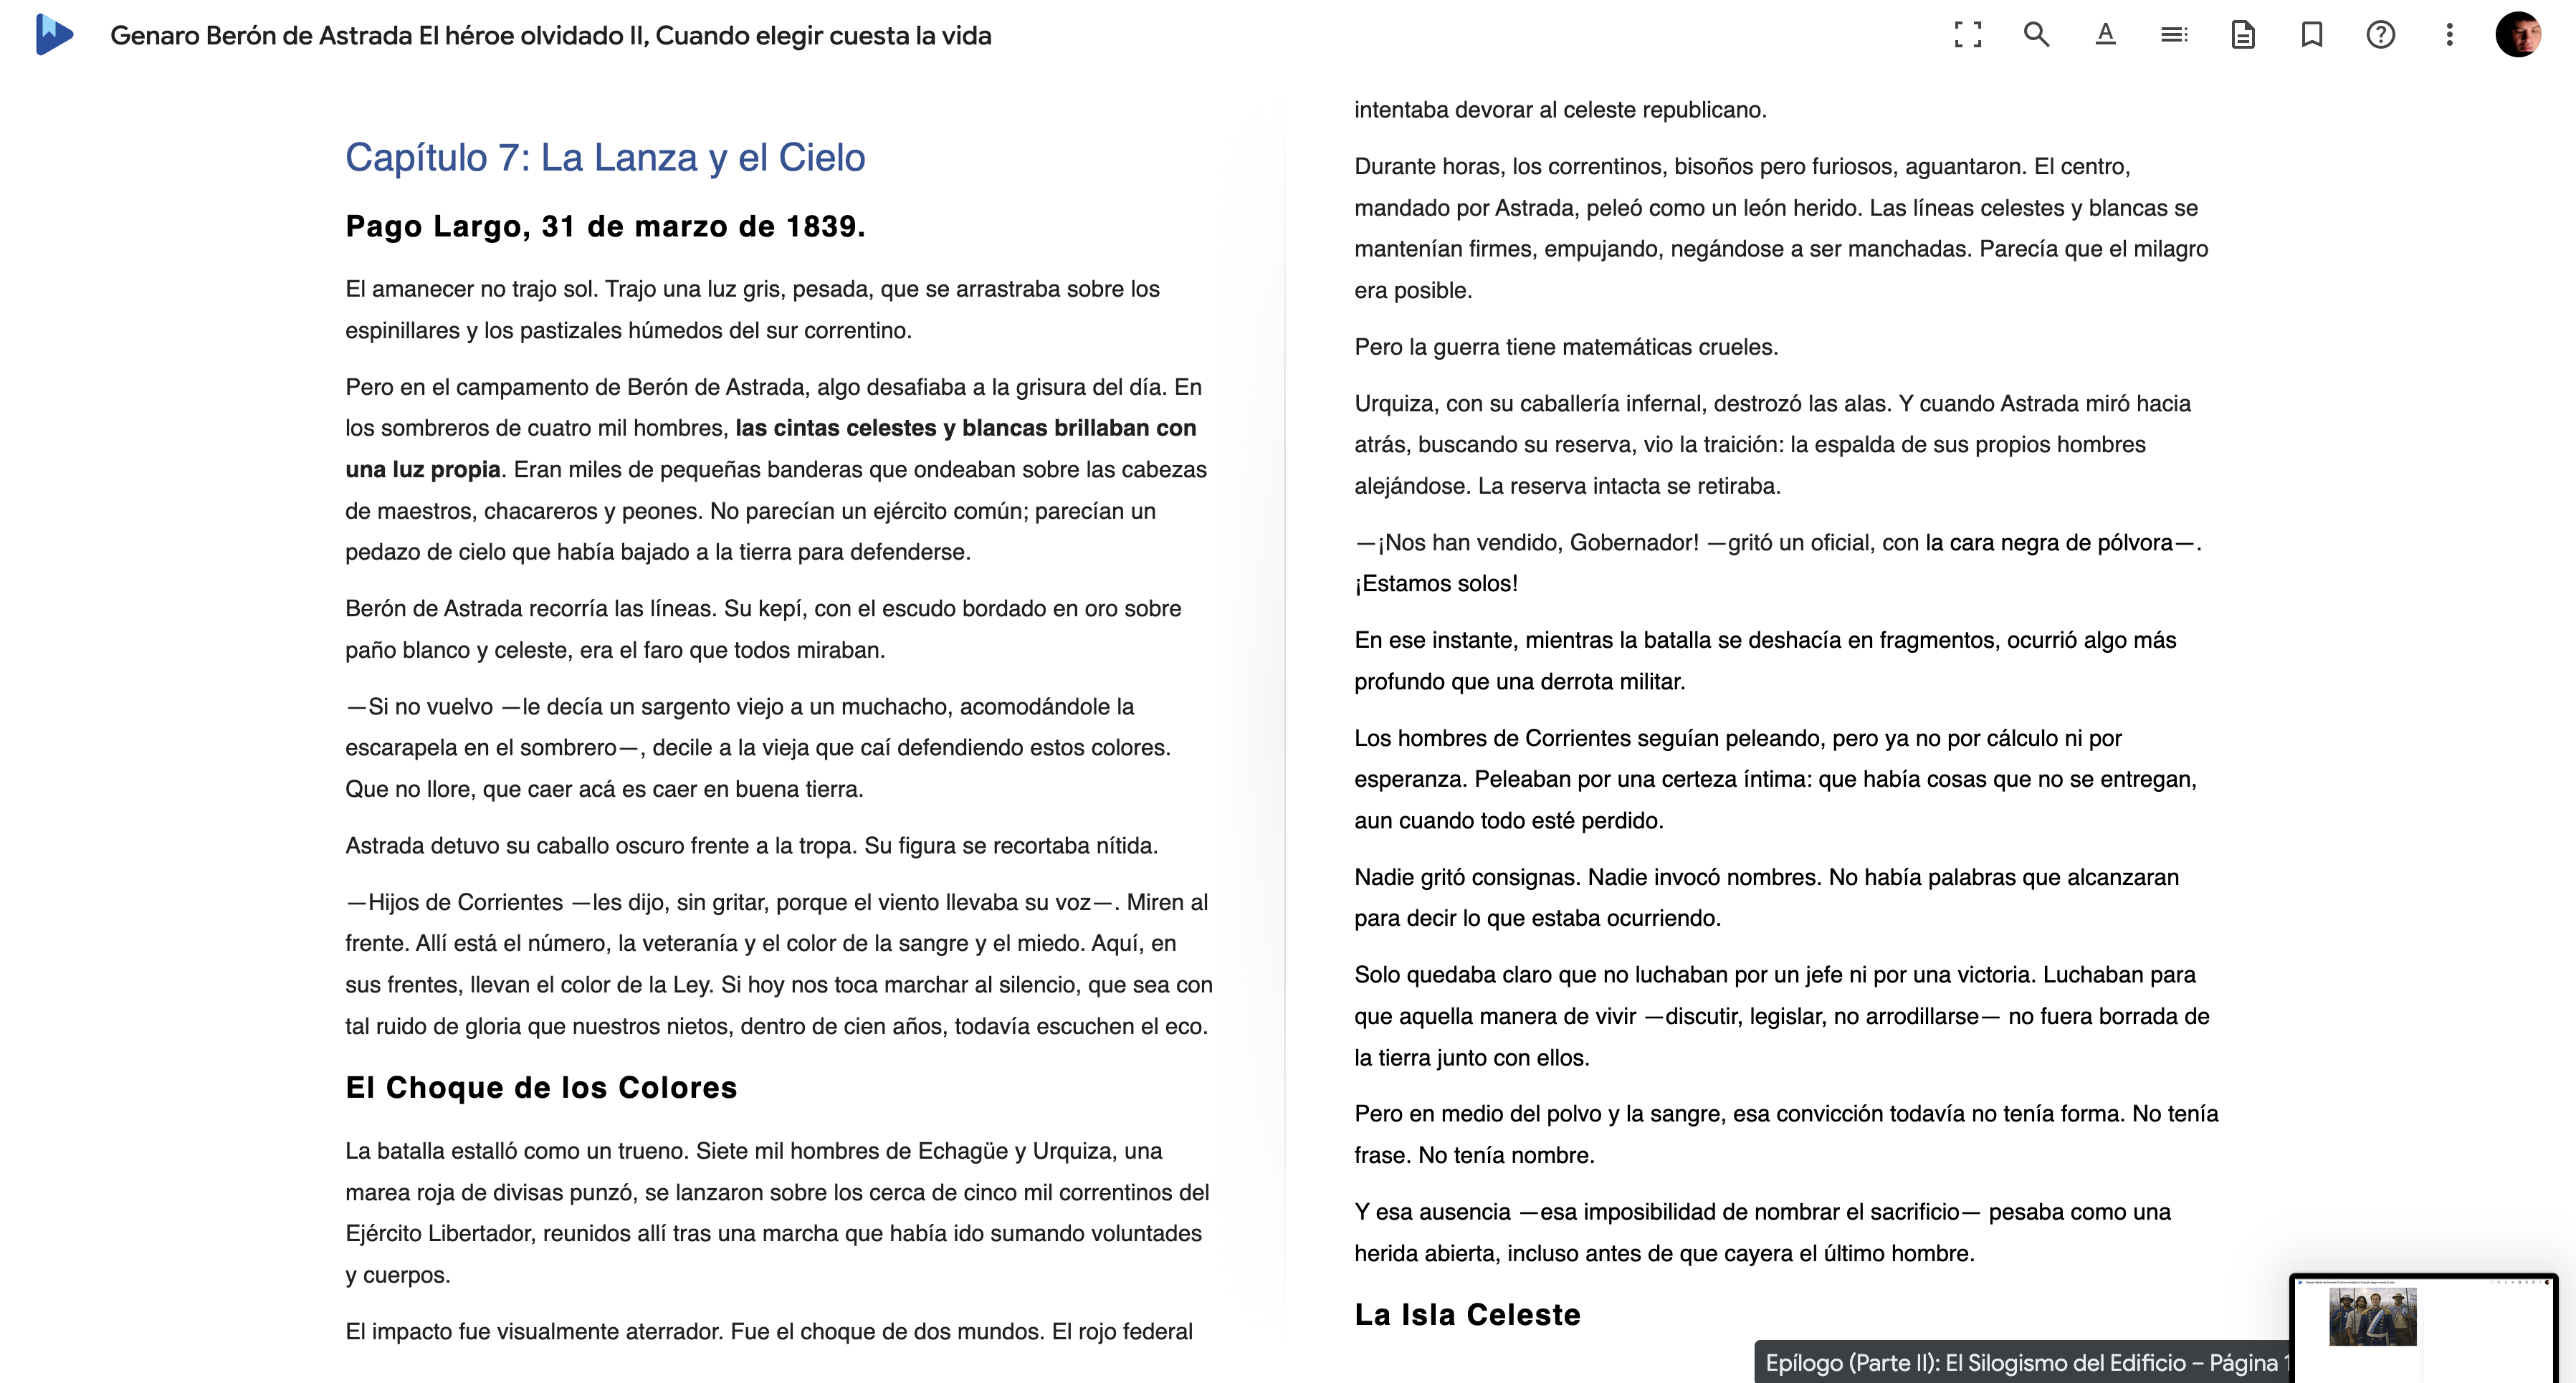 Genaro Berón de Astrada El héroe olvidado II, Cuando elegir cuesta la vida
Capítulo 7: La Lanza y el Cielo
Pago Largo, 31 de marzo de 1839.
El amanecer no trajo sol. Trajo una luz gris, pesada, que se arrastraba sobre los
espinillares y los pastizales húmedos del sur correntino.
Pero en el campamento de Berón de Astrada, algo desafiaba a la grisura del día. En
los sombreros de cuatro mil hombres, las cintas celestes y blancas brillaban con
una luz propia. Eran miles de pequeñas banderas que ondeaban sobre las cabezas
de maestros, chacareros y peones. No parecían un ejército común; parecían un
pedazo de cielo que había bajado a la tierra para defenderse.
Berón de Astrada recorría las líneas. Su kepí, con el escudo bordado en oro sobre
paño blanco y celeste, era el faro que todos miraban.
—Si no vuelvo —le decía un sargento viejo a un muchacho, acomodándole la
escarapela en el sombrero—, decile a la vieja que caí defendiendo estos colores.
Que no llore, que caer acá es caer en buena tierra.
Astrada detuvo su caballo oscuro frente a la tropa. Su figura se recortaba nítida.
—Hijos de Corrientes —les dijo, sin gritar, porque el viento llevaba su voz—. Miren al
frente. Allí está el número, la veteranía y el color de la sangre y el miedo. Aquí, en
sus frentes, llevan el color de la Ley. Si hoy nos toca marchar al silencio, que sea con
tal ruido de gloria que nuestros nietos, dentro de cien años, todavía escuchen el eco.
El Choque de los Colores
La batalla estalló como un trueno. Siete mil hombres de Echagüe y Urquiza, una
marea roja de divisas punzó, se lanzaron sobre los cerca de cinco mil correntinos del
Ejército Libertador, reunidos allí tras una marcha que había ido sumando voluntades
y cuerpos.
El impacto fue visualmente aterrador. Fue el choque de dos mundos. El rojo federal
intentaba devorar al celeste republicano.
Durante horas, los correntinos, bisoños pero furiosos, aguantaron. El centro,
mandado por Astrada, peleó como un león herido. Las líneas celestes y blancas se
mantenían firmes, empujando, negándose a ser manchadas. Parecía que el milagro
era posible.
Pero la guerra tiene matemáticas crueles.
Urquiza, con su caballería infernal, destrozó las alas. Y cuando Astrada miró hacia
atrás, buscando su reserva, vio la traición: la espalda de sus propios hombres
alejándose. La reserva intacta se retiraba.
—¡Nos han vendido, Gobernador! —gritó un oficial, con la cara negra de pólvora—.
¡Estamos solos!
En ese instante, mientras la batalla se deshacía en fragmentos, ocurrió algo más
profundo que una derrota militar.
Los hombres de Corrientes seguían peleando, pero ya no por cálculo ni por
esperanza. Peleaban por una certeza íntima: que había cosas que no se entregan,
aun cuando todo esté perdido.
Nadie gritó consignas. Nadie invocó nombres. No había palabras que alcanzaran
para decir lo que estaba ocurriendo.
Solo quedaba claro que no luchaban por un jefe ni por una victoria. Luchaban para
que aquella manera de vivir —discutir, legislar, no arrodillarse— no fuera borrada de
la tierra junto con ellos.
Pero en medio del polvo y la sangre, esa convicción todavía no tenía forma. No tenía
frase. No tenía nombre.
Y esa ausencia —esa imposibilidad de nombrar el sacrificio— pesaba como una
herida abierta, incluso antes de que cayera el último hombre.
La Isla Celeste
Epílogo (Parte II): El Silogismo del Edificio – Página 1